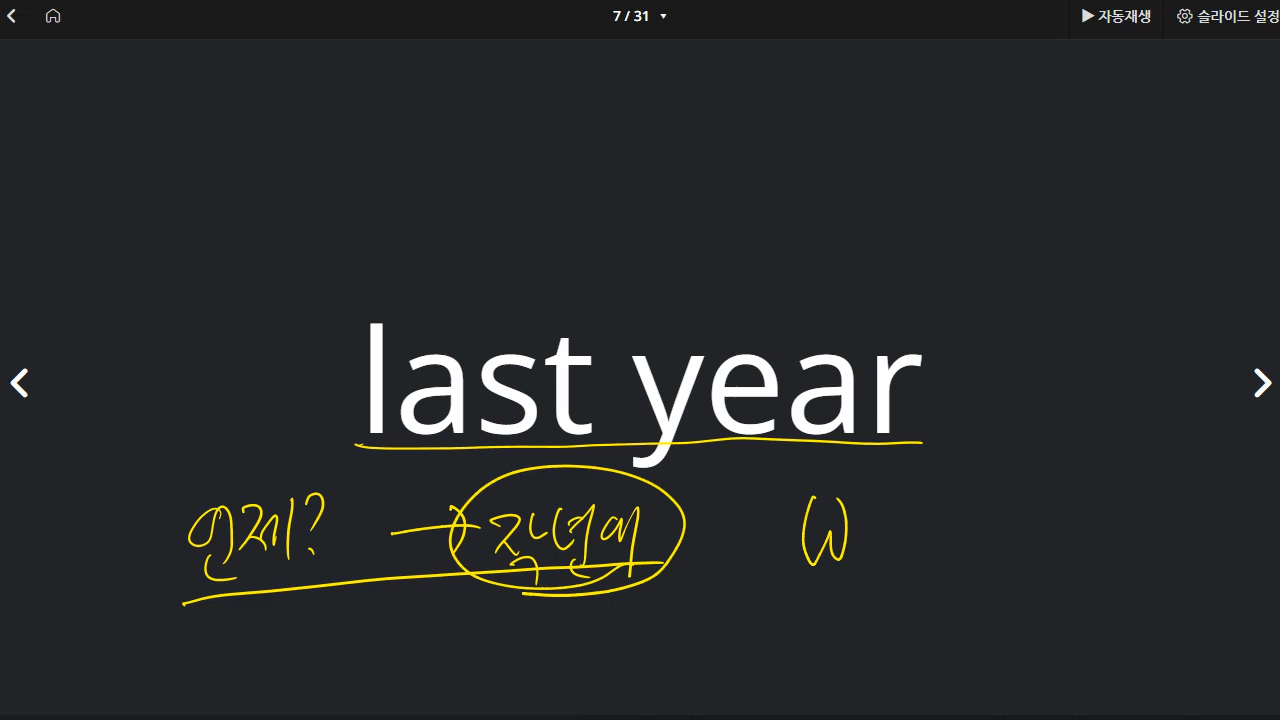 7 / 31
▶ 자동재생
슬라이드 설정
last year
언제? → 작년에 ( )